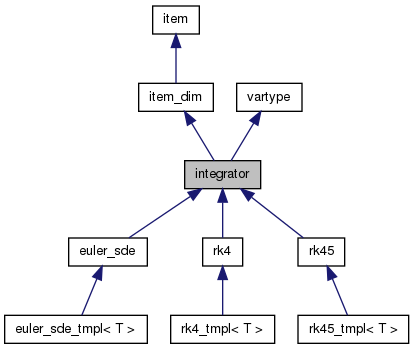 item
item_dim
vartype
integrator
euler_sde
rk4
rk45
euler_sde_tmpl< T >
rk4_tmpl< T >
rk45_tmpl< T >